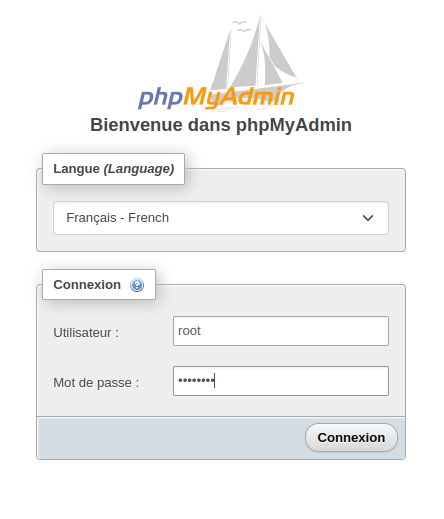 phpMyAdmin
Bienvenue dans phpMyAdmin
Langue (Language)
Français - French
Connexion
Utilisateur :
root
Mot de passe :
••••••••
Connexion